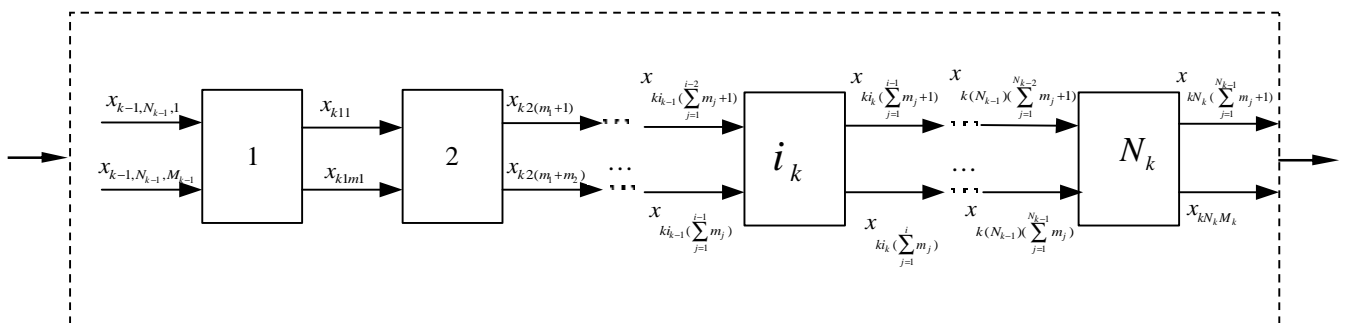 x_{k-1,N_{k-1},1}
x_{k-1,N_{k-1},M_{k-1}}
1
x_{k11}
x_{k1m1}
2
x_{k2(m_1+1)}
x_{k2(m_1+m_2)}
...
x_{ki_{k-1}(\sum_{j=1}^{i-2} m_j+1)}
x_{ki_{k-1}(\sum_{j=1}^{i-1} m_j)}
i_k
x_{ki_k(\sum_{j=1}^{i-1} m_j+1)}
x_{ki_k(\sum_{j=1}^{i} m_j)}
...
x_{k(N_{k-1})(\sum_{j=1}^{N_{k-2}} m_j+1)}
x_{k(N_{k-1})(\sum_{j=1}^{N_{k-1}} m_j)}
N_k
x_{kN_k(\sum_{j=1}^{N_{k-1}} m_j+1)}
x_{kN_kM_k}